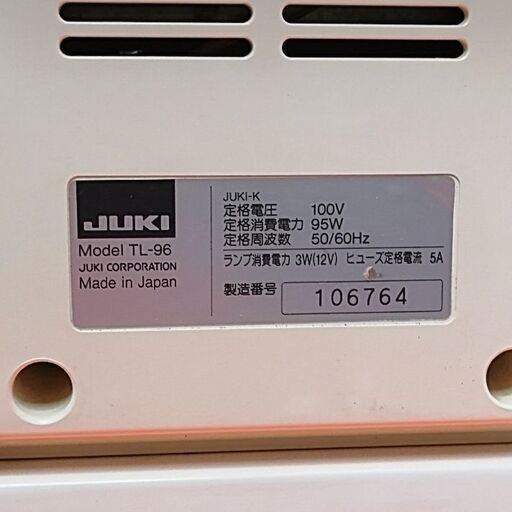 JUKI
Model TL-96
JUKI CORPORATION
Made in Japan
JUKI-K
定格電圧 100V
定格消費電力 95W
定格周波数 50/60Hz
ランプ消費電力 3W(12V) ヒューズ定格電流 5A
製造番号 106764